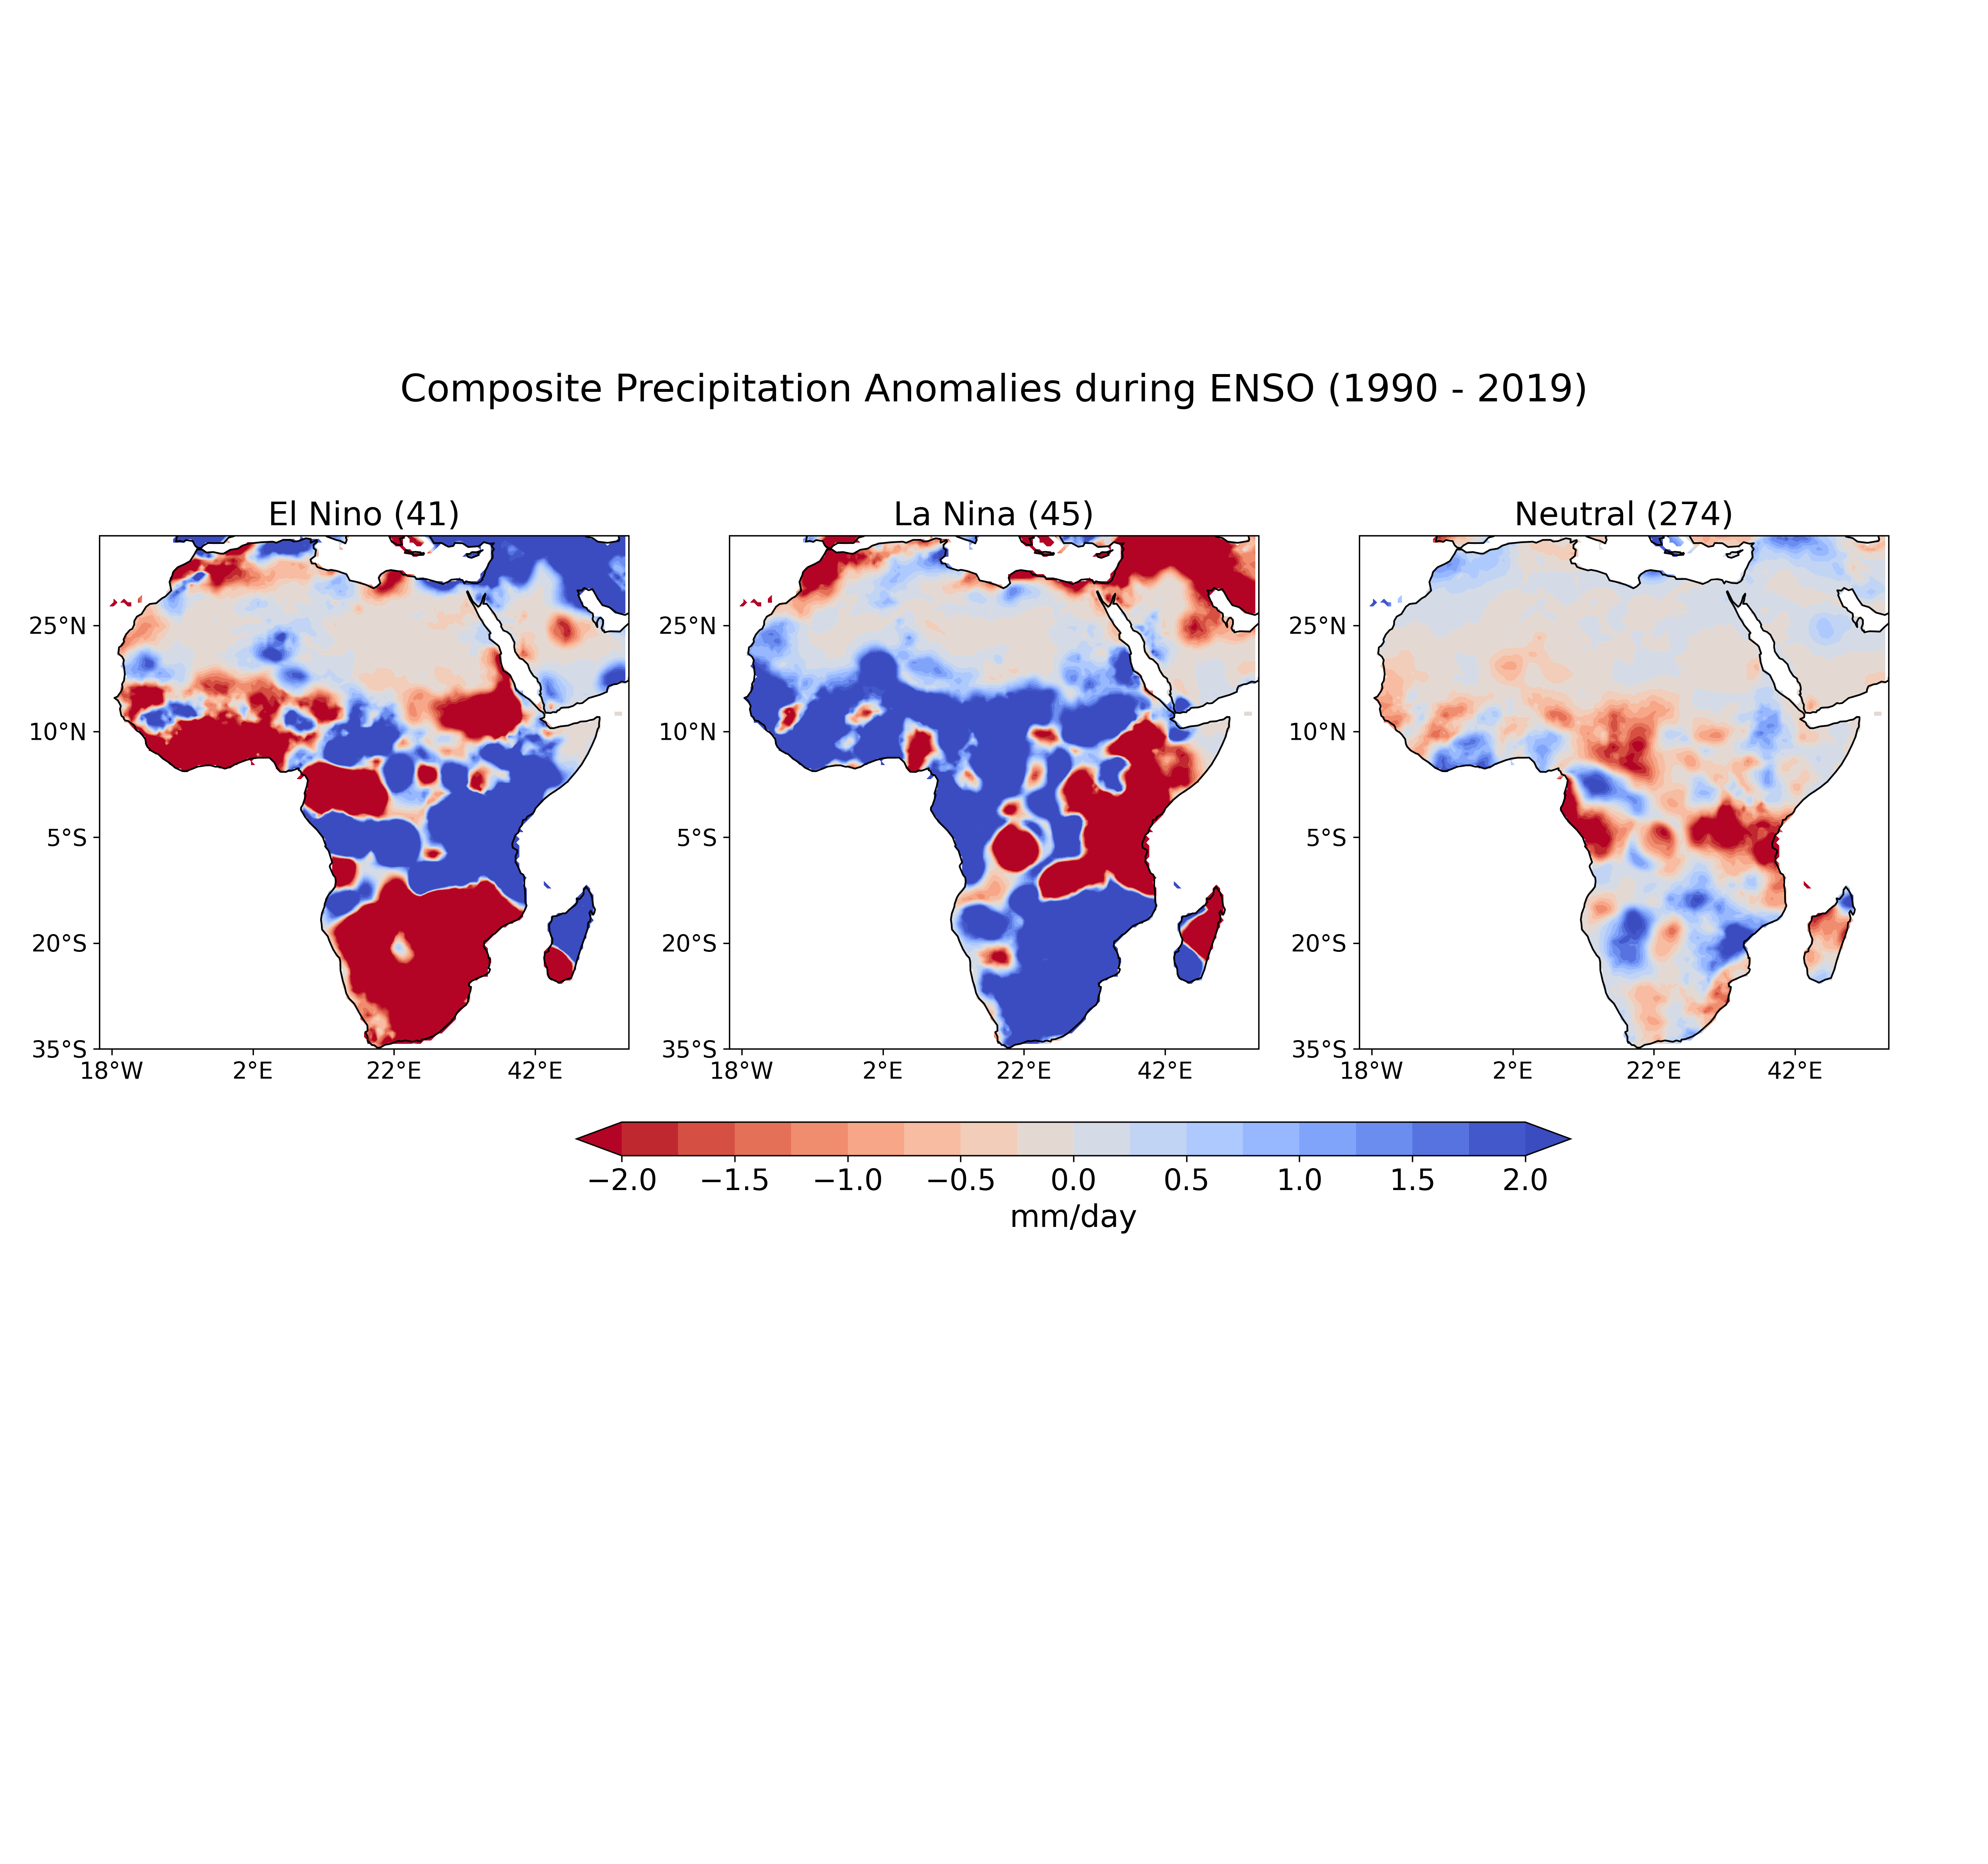 Composite Precipitation Anomalies during ENSO (1990 - 2019)
El Nino (41)
La Nina (45)
Neutral (274)
25°N
10°N
5°S
20°S
35°S
18°W 2°E 22°E 42°E
25°N
10°N
5°S
20°S
35°S
18°W 2°E 22°E 42°E
25°N
10°N
5°S
20°S
35°S
18°W 2°E 22°E 42°E
−2.0 −1.5 −1.0 −0.5 0.0 0.5 1.0 1.5 2.0
mm/day